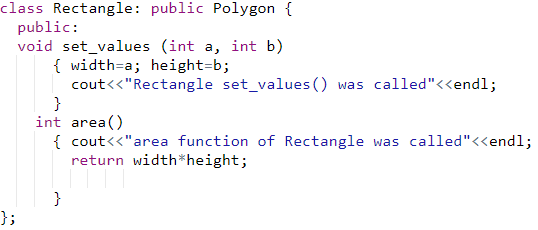 class Rectangle: public Polygon {
public:
void set_values (int a, int b)
{ width=a; height=b;
cout<<"Rectangle set_values() was called"<<endl;
}
int area()
{ cout<<"area function of Rectangle was called"<<endl;
return width*height;
}
};